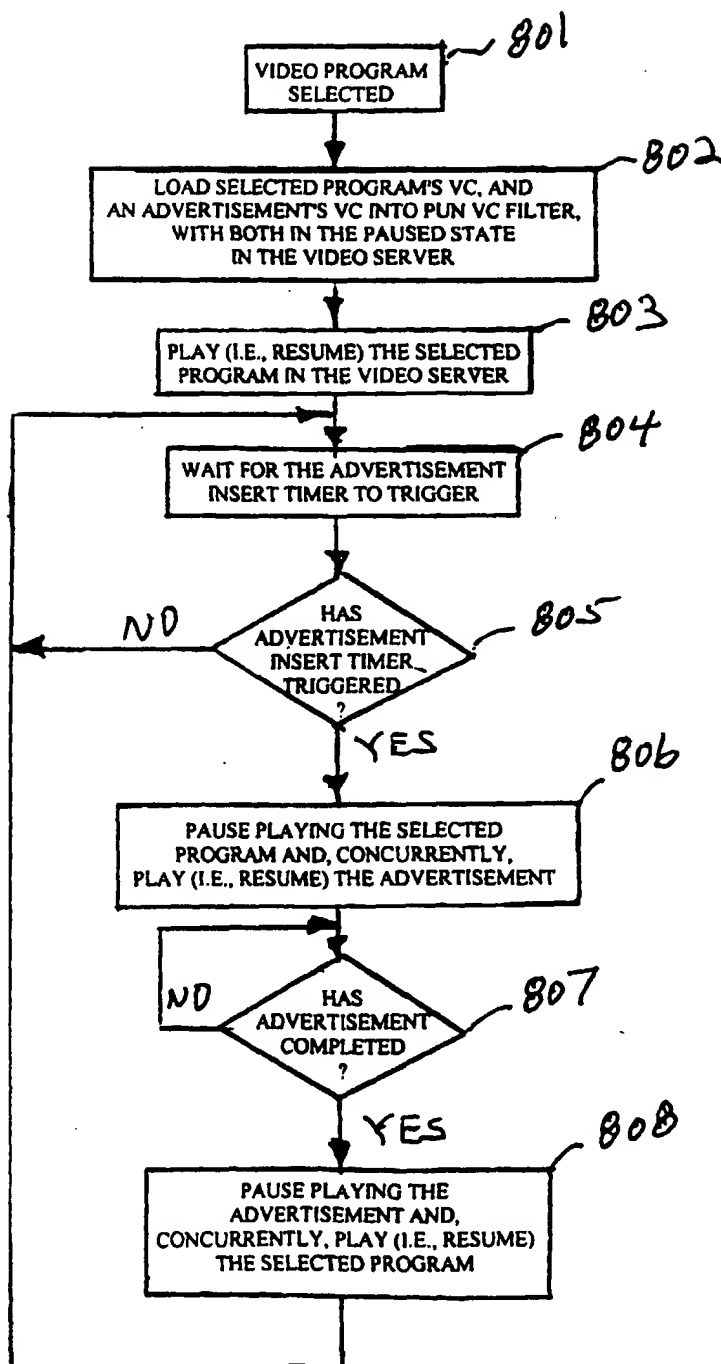 801
VIDEO PROGRAM
SELECTED
802
LOAD SELECTED PROGRAM'S VC, AND
AN ADVERTISEMENT'S VC INTO PUN VC FILTER,
WITH BOTH IN THE PAUSED STATE
IN THE VIDEO SERVER
803
PLAY (I.E., RESUME) THE SELECTED
PROGRAM IN THE VIDEO SERVER
804
WAIT FOR THE ADVERTISEMENT
INSERT TIMER TO TRIGGER
NO
805
HAS
ADVERTISEMENT
INSERT TIMER
TRIGGERED
?
YES
806
PAUSE PLAYING THE SELECTED
PROGRAM AND, CONCURRENTLY,
PLAY (I.E., RESUME) THE ADVERTISEMENT
NO
807
HAS
ADVERTISEMENT
COMPLETED
?
YES
808
PAUSE PLAYING THE
ADVERTISEMENT AND,
CONCURRENTLY, PLAY (I.E., RESUME)
THE SELECTED PROGRAM